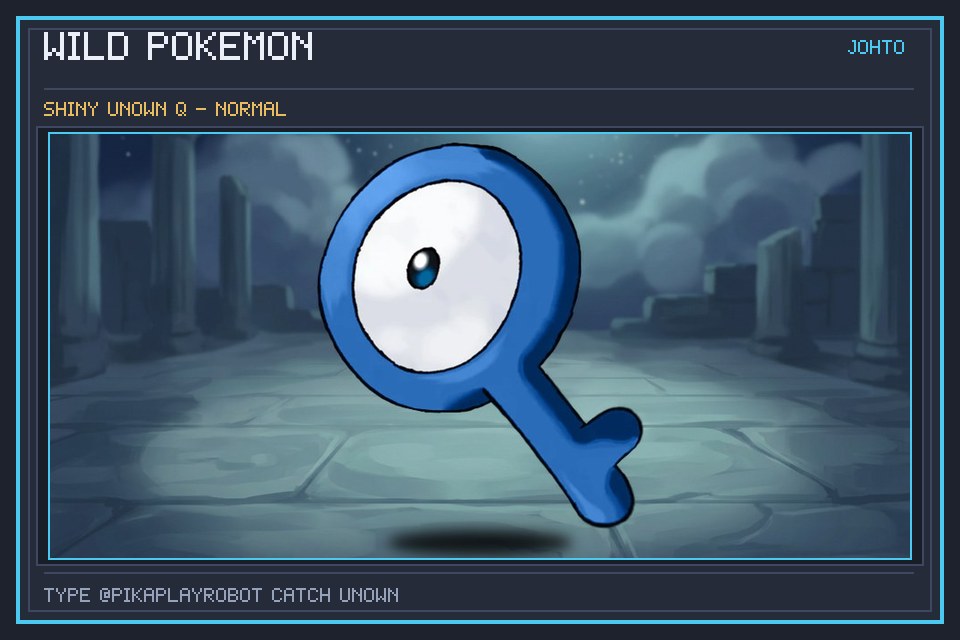 WILD POKEMON
JOHTO
SHINY UNOWN Q - NORMAL
TYPE @PIKAPLAYROBOT CATCH UNOWN